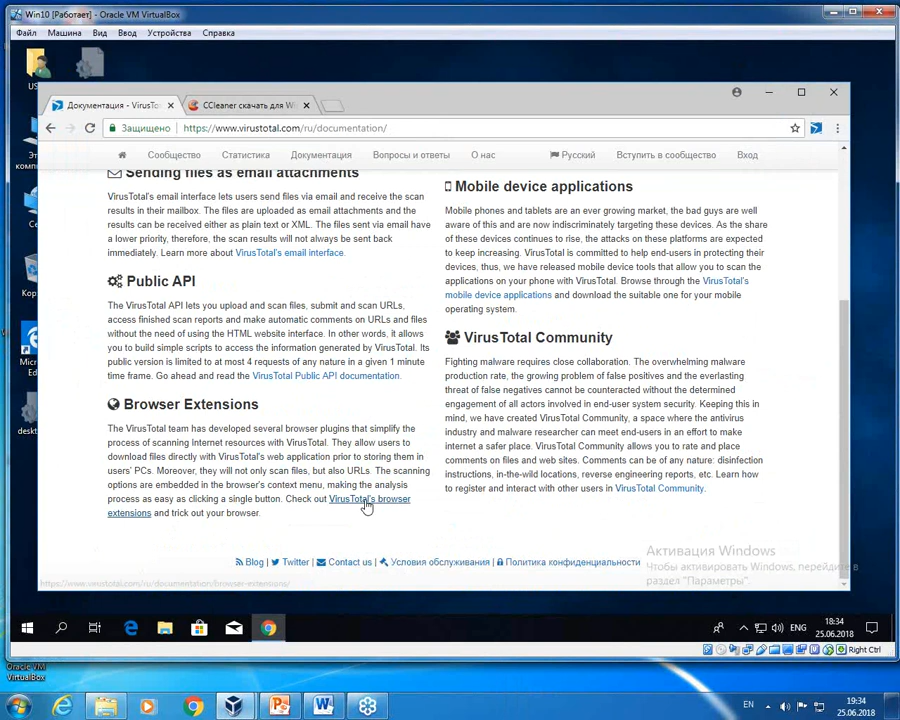 Win10 [Работает] - Oracle VM VirtualBox
Файл Машина Вид Ввод Устройства Справка
Документация - VirusTo
CCleaner скачать для Wi
Защищено https://www.virustotal.com/ru/documentation/
Сообщество Статистика Документация Вопросы и ответы О нас Русский Вступить в сообщество Вход
Sending files as email attachments
VirusTotal's email interface lets users send files via email and receive the scan
results in their mailbox. The files are uploaded as email attachments and the
results can be received either as plain text or XML. The files sent via email have
a lower priority, therefore, the scan results will not always be sent back
immediately. Learn more about VirusTotal's email interface.
Public API
The VirusTotal API lets you upload and scan files, submit and scan URLs,
access finished scan reports and make automatic comments on URLs and files
without the need of using the HTML website interface. In other words, it allows
you to build simple scripts to access the information generated by VirusTotal. Its
public version is limited to at most 4 requests of any nature in a given 1 minute
time frame. Go ahead and read the VirusTotal Public API documentation.
Browser Extensions
The VirusTotal team has developed several browser plugins that simplify the
process of scanning Internet resources with VirusTotal. They allow users to
download files directly with VirusTotal's web application prior to storing them in
users' PCs. Moreover, they will not only scan files, but also URLs. The scanning
options are embedded in the browser's context menu, making the analysis
process as easy as clicking a single button. Check out VirusTotal's browser
extensions and trick out your browser.
Mobile device applications
Mobile phones and tablets are an ever growing market, the bad guys are well
aware of this and are now indiscriminately targeting these devices. As the share
of these devices continues to rise, the attacks on these platforms are expected
to keep increasing. VirusTotal is committed to help end-users in protecting their
devices, thus, we have released mobile device tools that allow you to scan the
applications on your phone with VirusTotal. Browse through the VirusTotal's
mobile device applications and download the suitable one for your mobile
operating system.
VirusTotal Community
Fighting malware requires close collaboration. The overwhelming malware
production rate, the growing problem of false positives and the everlasting
threat of false negatives cannot be counteracted without the determined
engagement of all actors involved in end-user system security. Keeping this in
mind, we have created VirusTotal Community, a space where the antivirus
industry and malware researcher can meet end-users in an effort to make
internet a safer place. VirusTotal Community allows you to rate and place
comments on files and web sites. Comments can be of any nature: disinfection
instructions, in-the-wild locations, reverse engineering reports, etc. Learn how
to register and interact with other users in VirusTotal Community.
Blog | Twitter | Contact us | Условия обслуживания | Политика конфиденциальности
https://www.virustotal.com/ru/documentation/browser-extensions/
Активация Windows
Чтобы активировать Windows, перейдите в
раздел "Параметры".
US
Эт
комп
Се
Кор
Micr
Ed
desk
ENG 18:34
25.06.2018
Right Ctrl
Oracle VM
VirtualBox
EN 19:34
25.06.2018